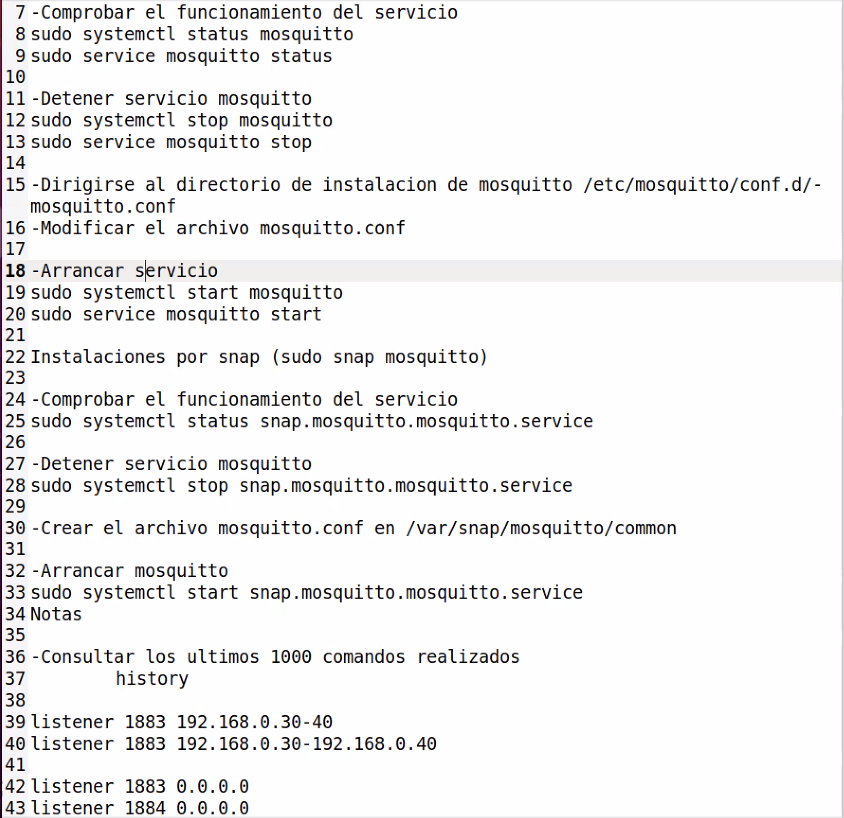 7 -Comprobar el funcionamiento del servicio
8 sudo systemctl status mosquitto
9 sudo service mosquitto status
10
11 -Detener servicio mosquitto
12 sudo systemctl stop mosquitto
13 sudo service mosquitto stop
14
15 -Dirigirse al directorio de instalacion de mosquitto /etc/mosquitto/conf.d/-
mosquitto.conf
16 -Modificar el archivo mosquitto.conf
17
18 -Arrancar servicio
19 sudo systemctl start mosquitto
20 sudo service mosquitto start
21
22 Instalaciones por snap (sudo snap mosquitto)
23
24 -Comprobar el funcionamiento del servicio
25 sudo systemctl status snap.mosquitto.mosquitto.service
26
27 -Detener servicio mosquitto
28 sudo systemctl stop snap.mosquitto.mosquitto.service
29
30 -Crear el archivo mosquitto.conf en /var/snap/mosquitto/common
31
32 -Arrancar mosquitto
33 sudo systemctl start snap.mosquitto.mosquitto.service
34 Notas
35
36 -Consultar los ultimos 1000 comandos realizados
37 history
38
39 listener 1883 192.168.0.30-40
40 listener 1883 192.168.0.30-192.168.0.40
41
42 listener 1883 0.0.0.0
43 listener 1884 0.0.0.0